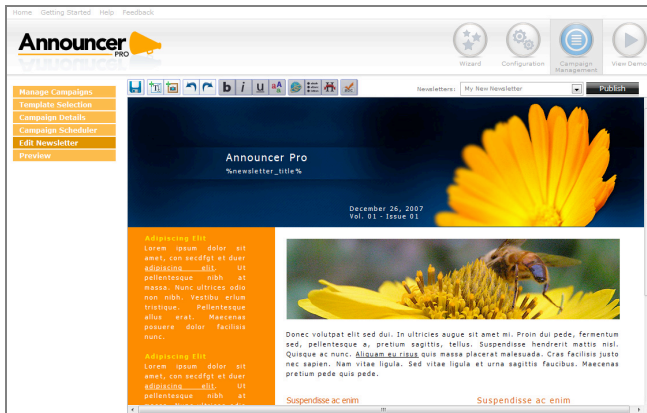 Home Getting Started Help Feedback
Announcer
PRO
Wizard Configuration Campaign Management View Demo
Manage Campaigns
Template Selection
Campaign Details
Campaign Scheduler
Edit Newsletter
Preview
b i u aA
Newsletters: My New Newsletter Publish
Announcer Pro
%newsletter_title%
December 26, 2007
Vol. 01 - Issue 01
Adipiscing Elit
Lorem ipsum dolor sit
amet, con secdfgt et duer
adipiscing elit. Ut
pellentesque nibh at
massa. Nunc ultrices odio
non nibh. Vestibu erlum
tristique. Pellentesque
allus erat. Maecenas
posuere dolor facilisis
nunc.
Adipiscing Elit
Lorem ipsum dolor sit
amet, con secdfgt et duer
adipiscing elit. Ut
pellentesque nibh at
Donec volutpat elit sed dui. In ultricies augue sit amet mi. Proin dui pede, fermentum
sed, pellentesque a, pretium sagittis, tellus. Suspendisse hendrerit mattis nisl.
Quisque ac nunc. Aliquam eu risus quis massa placerat malesuada. Cras facilisis justo
nec sapien. Nam vitae ligula. Sed vitae ligula et urna sagittis faucibus. Maecenas
pretium pede quis pede.
Suspendisse ac enim Suspendisse ac enim